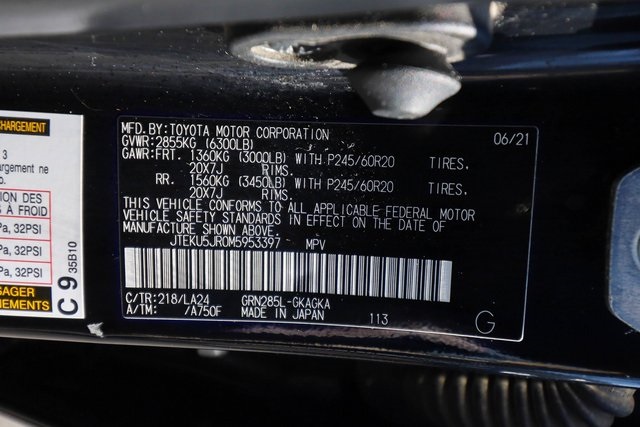 CHARGEMENT
3
hargement ne
o.
ION DES
À FROID
Pa, 32PSI
Pa, 32PSI
Pa, 32PSI
SAGER
NEMENTS
C 9
35B10
MFD.BY:TOYOTA MOTOR CORPORATION 06/21
GVWR:2855KG (6300LB)
GAWR:FRT. 1360KG (3000LB) WITH P245/60R20 TIRES,
20X7J RIMS.
RR. 1560KG (3450LB) WITH P245/60R20 TIRES,
20X7J RIMS.
THIS VEHICLE CONFORMS TO ALL APPLICABLE FEDERAL MOTOR
VEHICLE SAFETY STANDARDS IN EFFECT ON THE DATE OF
MANUFACTURE SHOWN ABOVE.
JTEKU5JR0M5953397 MPV
C/TR:218/LA24 GRN285L-GKAGKA
A/TM: /A750F MADE IN JAPAN 113 G